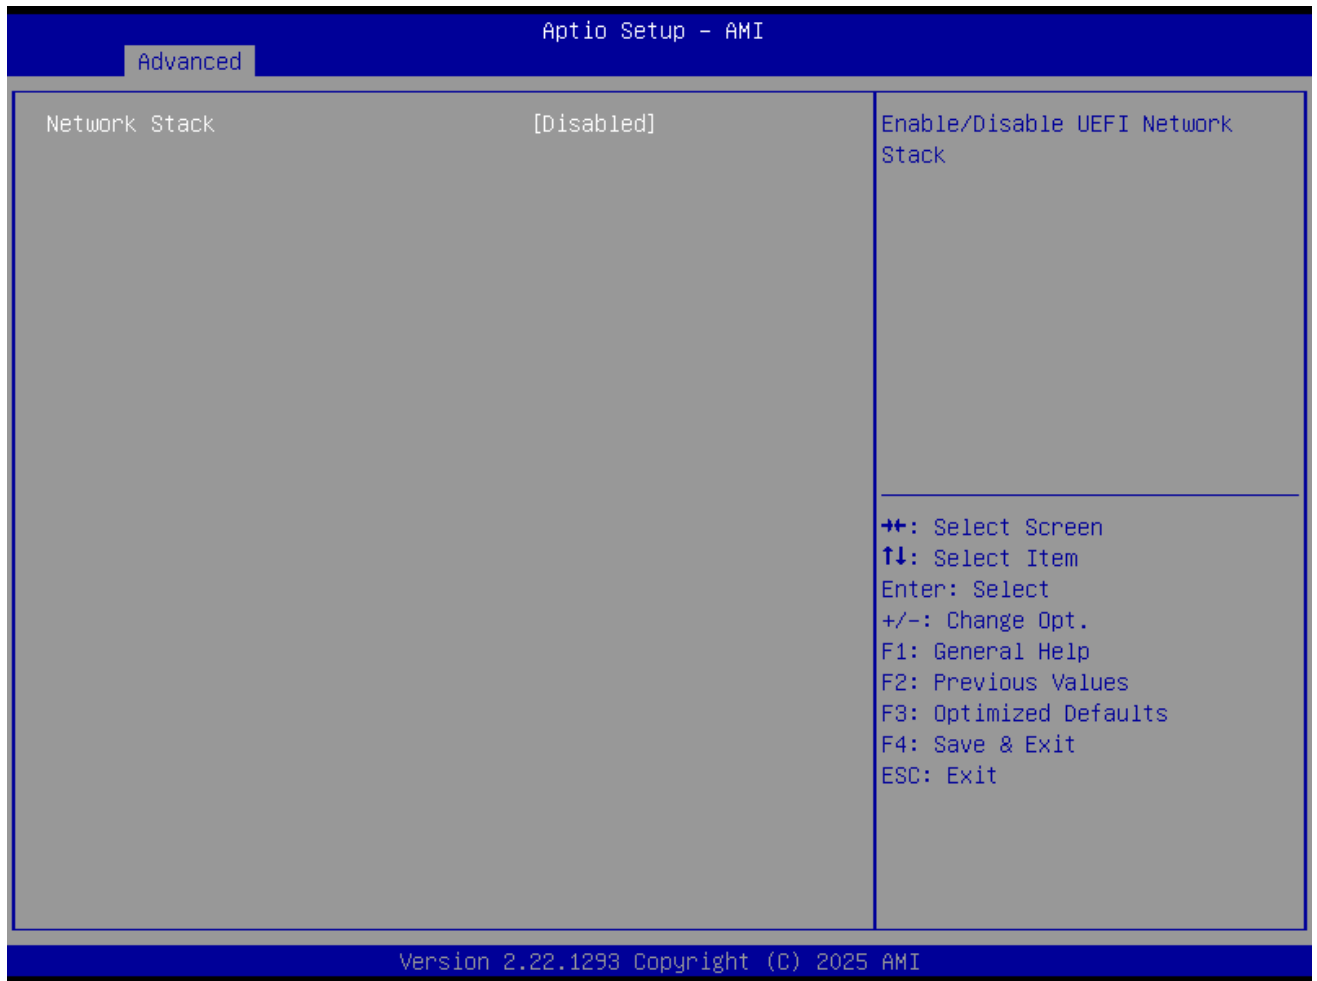 Aptio Setup – AMI
Advanced
Network Stack [Disabled]
Enable/Disable UEFI Network
Stack
→←: Select Screen
↑↓: Select Item
Enter: Select
+/-: Change Opt.
F1: General Help
F2: Previous Values
F3: Optimized Defaults
F4: Save & Exit
ESC: Exit
Version 2.22.1293 Copyright (C) 2025 AMI